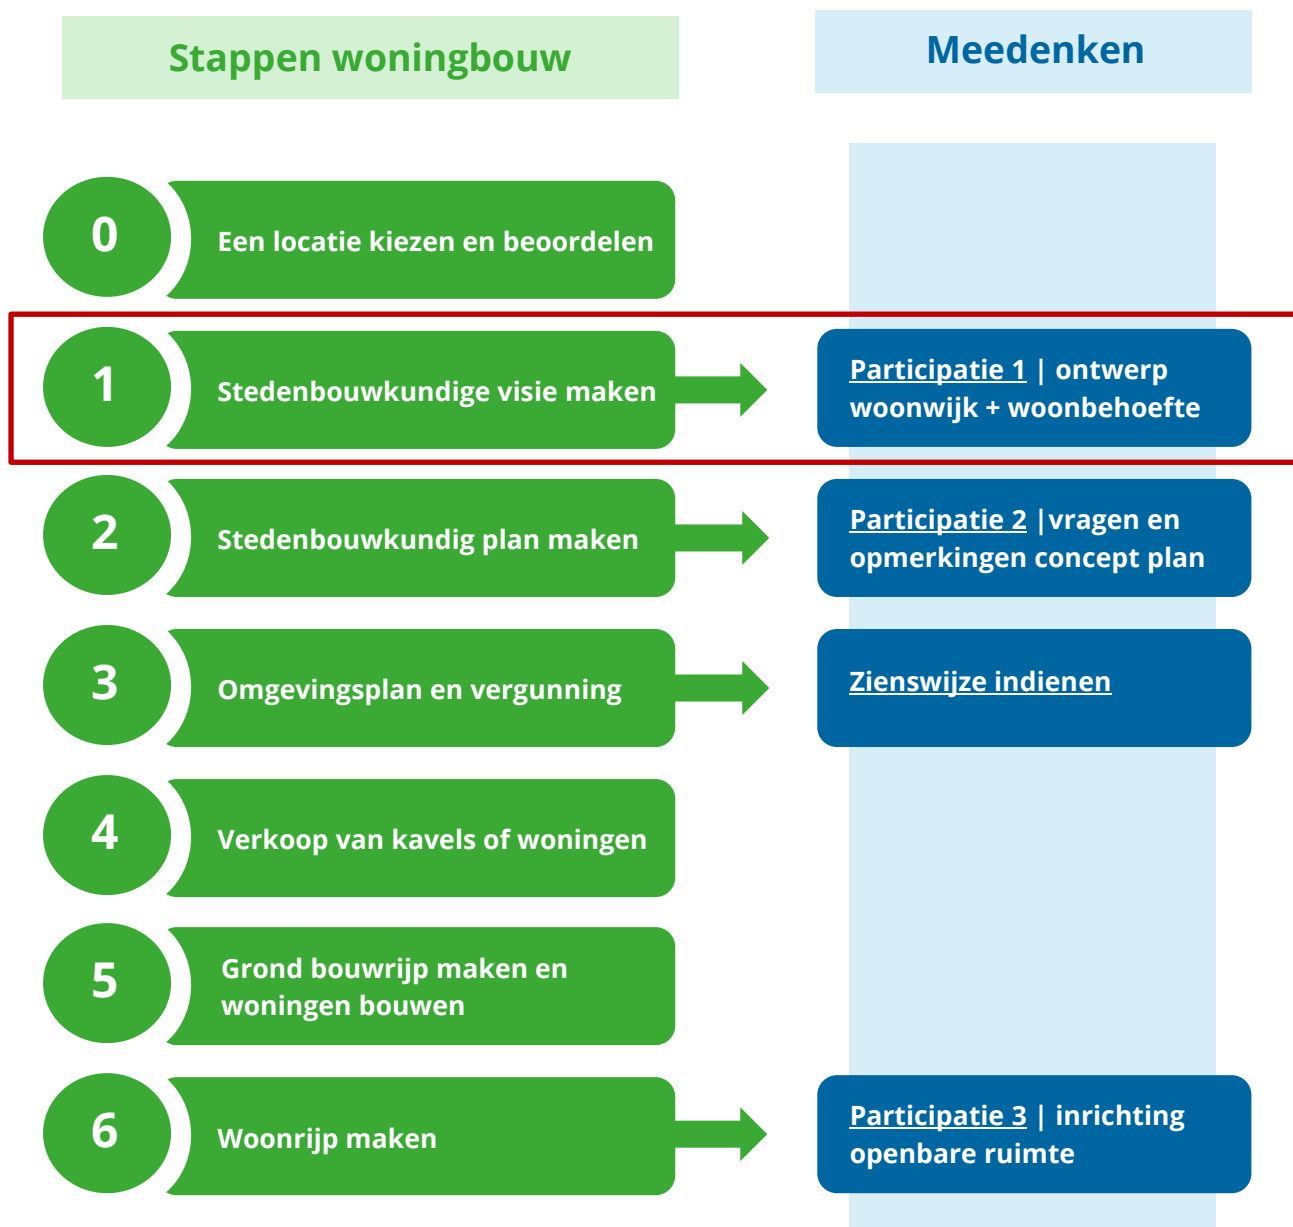 Stappen woningbouw
Meedenken
0
Een locatie kiezen en beoordelen
1
Stedenbouwkundige visie maken
Participatie 1 | ontwerp
woonwijk + woonbehoefte
2
Stedenbouwkundig plan maken
Participatie 2 |vragen en
opmerkingen concept plan
3
Omgevingsplan en vergunning
Zienswijze indienen
4
Verkoop van kavels of woningen
5
Grond bouwrijp maken en
woningen bouwen
6
Woonrijp maken
Participatie 3 | inrichting
openbare ruimte